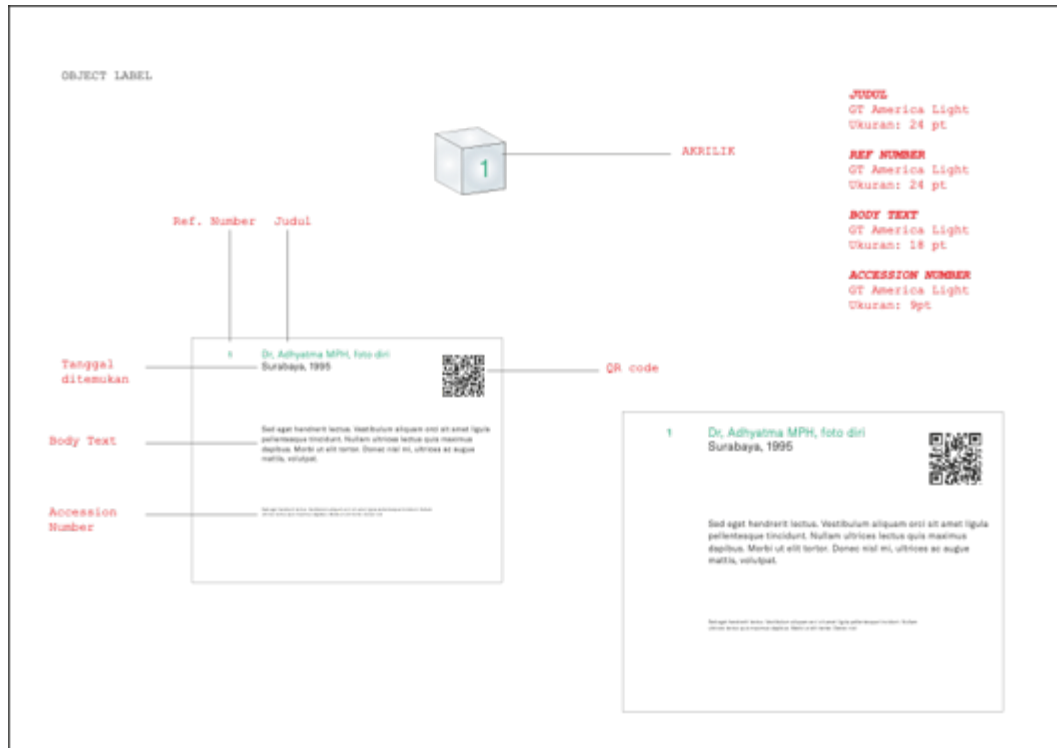 OBJECT LABEL
JUDUL
GT America Light
Ukuran: 24 pt
REF NUMBER
GT America Light
Ukuran: 24 pt
BODY TEXT
GT America Light
Ukuran: 18 pt
ACCESSION NUMBER
GT America Light
Ukuran: 9pt
1
AKRILIK
Ref. Number
Judul
Tanggal
ditemukan
Body Text
Accession
Number
QR code
1
Dr, Adhyatma MPH, foto diri
Surabaya, 1995
Sed eget hendrerit lectus. Vestibulum aliquam orci sit amet ligula
pellentesque tincidunt. Nullam ultrices lectus quis maximus
dapibus. Morbi ut elit tortor. Donec nisl mi, ultrices ac augue
mattis, volutpat.
1
Dr, Adhyatma MPH, foto diri
Surabaya, 1995
Sed eget hendrerit lectus. Vestibulum aliquam orci sit amet ligula
pellentesque tincidunt. Nullam ultrices lectus quis maximus
dapibus. Morbi ut elit tortor. Donec nisl mi, ultrices ac augue
mattis, volutpat.